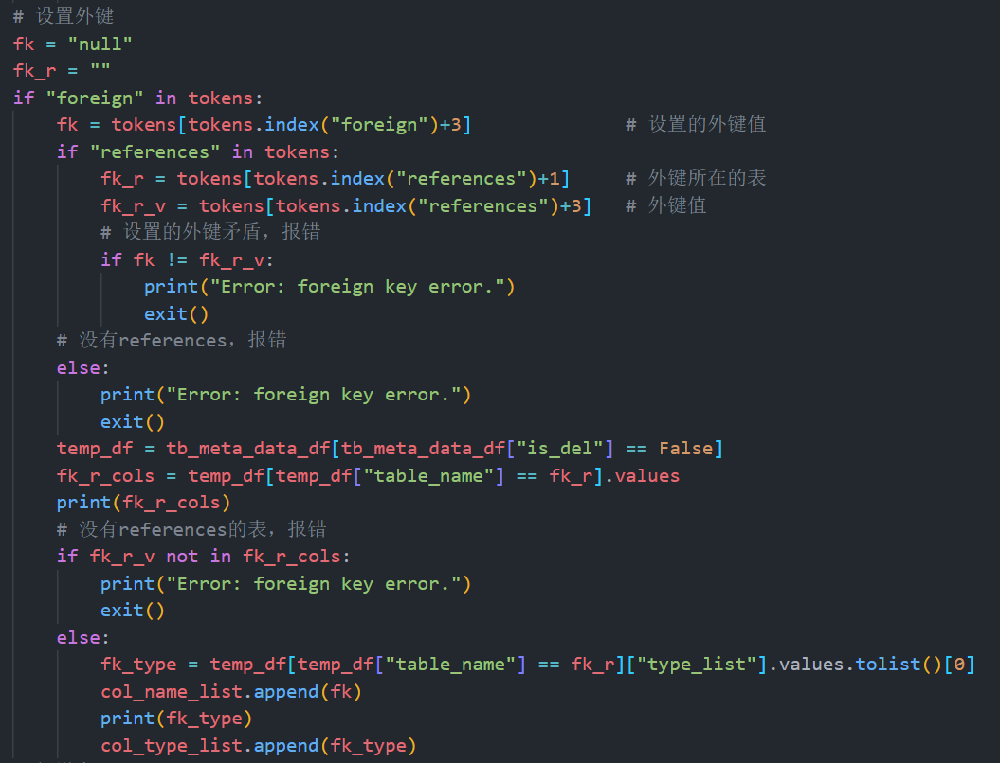 # 设置外键
fk = "null"
fk_r = ""
if "foreign" in tokens:
    fk = tokens[tokens.index("foreign")+3]              # 设置的外键值
    if "references" in tokens:
        fk_r = tokens[tokens.index("references")+1]     # 外键所在的表
        fk_r_v = tokens[tokens.index("references")+3]   # 外键值
        # 设置的外键矛盾，报错
        if fk != fk_r_v:
            print("Error: foreign key error.")
            exit()
    # 没有references，报错
    else:
        print("Error: foreign key error.")
        exit()
    temp_df = tb_meta_data_df[tb_meta_data_df["is_del"] == False]
    fk_r_cols = temp_df[temp_df["table_name"] == fk_r].values
    print(fk_r_cols)
    # 没有references的表，报错
    if fk_r_v not in fk_r_cols:
        print("Error: foreign key error.")
        exit()
    else:
        fk_type = temp_df[temp_df["table_name"] == fk_r]["type_list"].values.tolist()[0]
        col_name_list.append(fk)
        print(fk_type)
        col_type_list.append(fk_type)